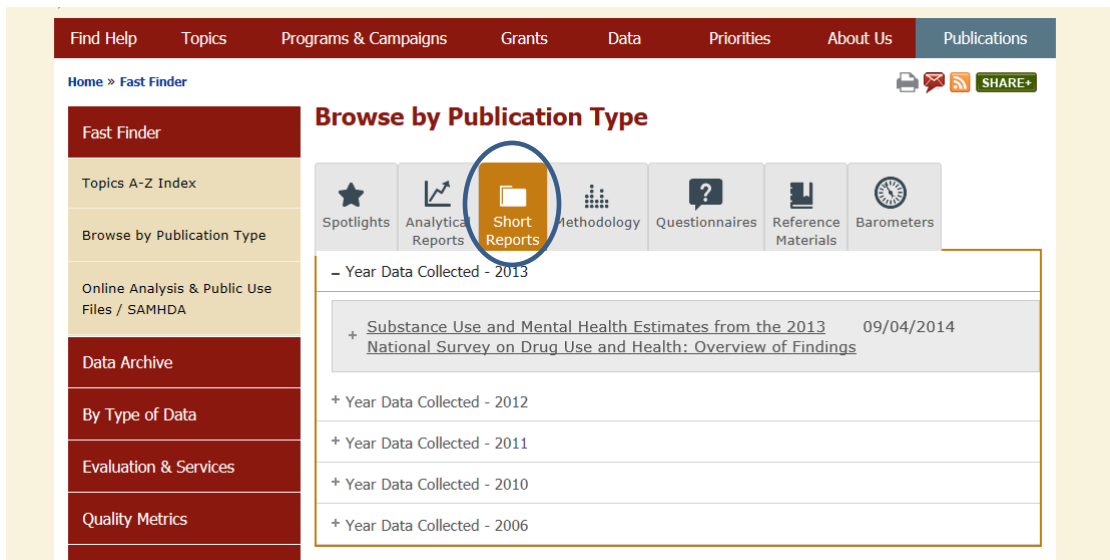 Find Help Topics Programs & Campaigns Grants Data Priorities About Us Publications
Home » Fast Finder
SHARE+
Fast Finder
Topics A-Z Index
Browse by Publication Type
Online Analysis & Public Use
Files / SAMHDA
Data Archive
By Type of Data
Evaluation & Services
Quality Metrics
Browse by Publication Type
Spotlights
Analytical
Reports
Short
Reports
Methodology
Questionnaires
Reference
Materials
Barometers
– Year Data Collected - 2013
+ Substance Use and Mental Health Estimates from the 2013 09/04/2014
National Survey on Drug Use and Health: Overview of Findings
+ Year Data Collected - 2012
+ Year Data Collected - 2011
+ Year Data Collected - 2010
+ Year Data Collected - 2006